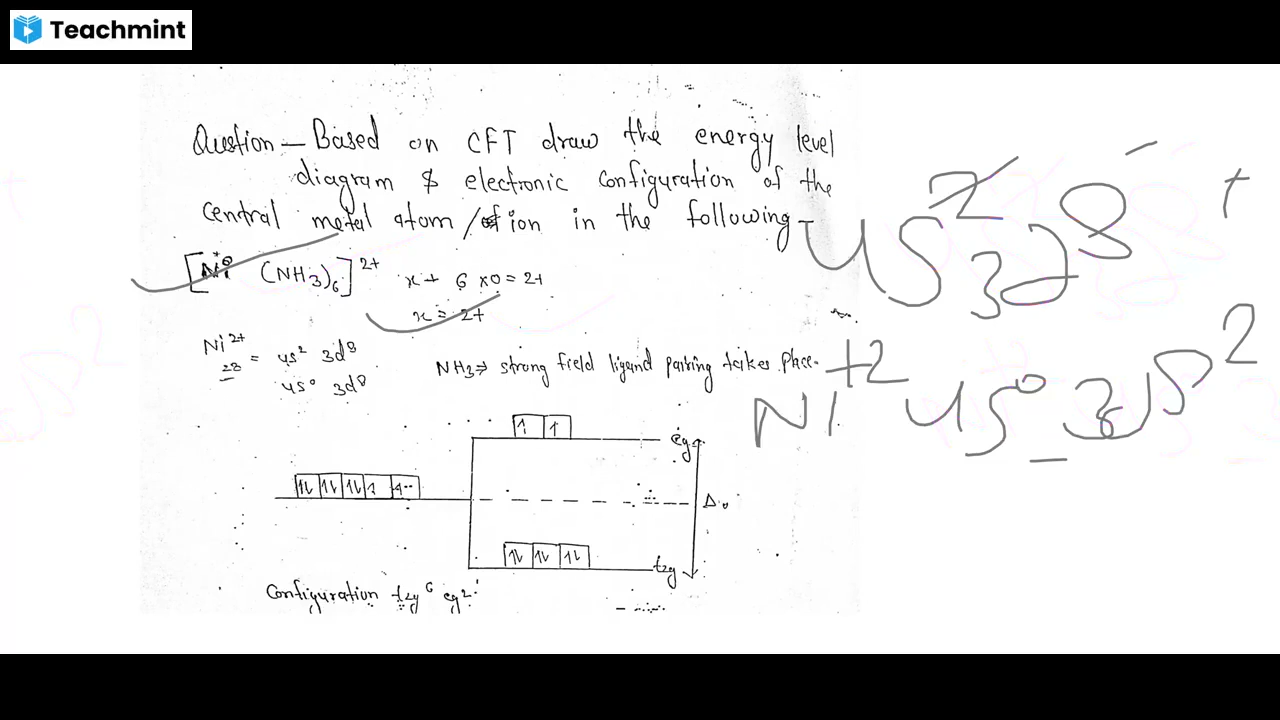 Teachmint
Question — Based on CFT draw the energy level
diagram & electronic configuration of the
central metal atom / ion in the following -
[Ni (NH3)6]2+ x + 6 x0 = 2+
x = 2+
Ni2+
28 = 4s2 3d8
4s0 3d8
NH3⇒ strong field ligand pairing takes place.
eg
Δo
t2g
Configuration t2g6 eg2
4s2 3d8
Ni+2 4s0